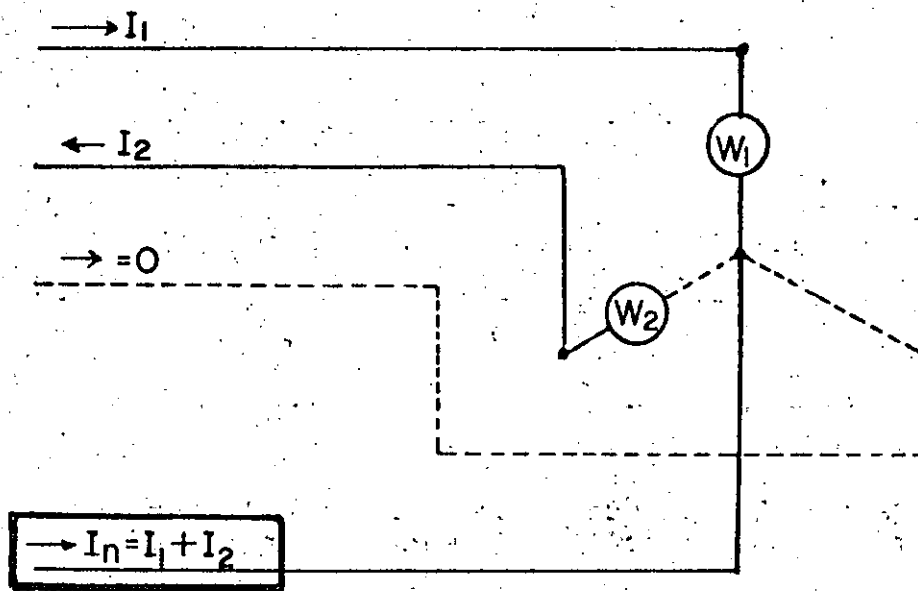 → I₁
← I₂
→ =0
W₁
W₂
→ Iₙ=I₁+I₂